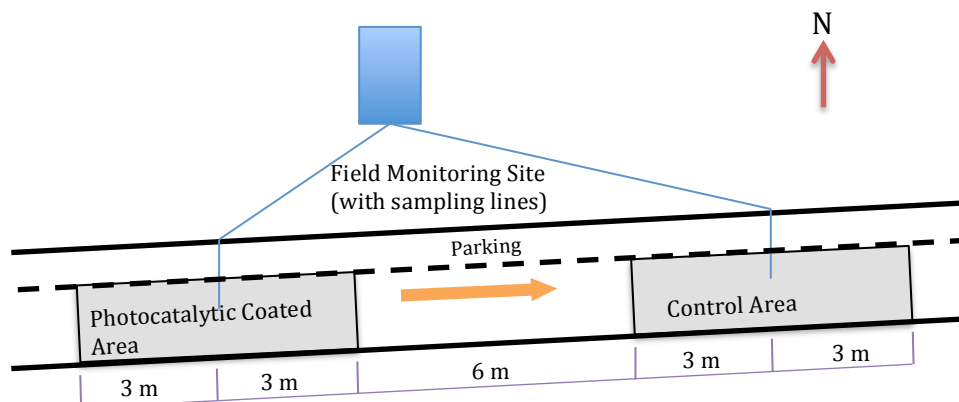 N
Field Monitoring Site
(with sampling lines)
Parking
Photocatalytic Coated
Area
Control Area
3 m
3 m
6 m
3 m
3 m